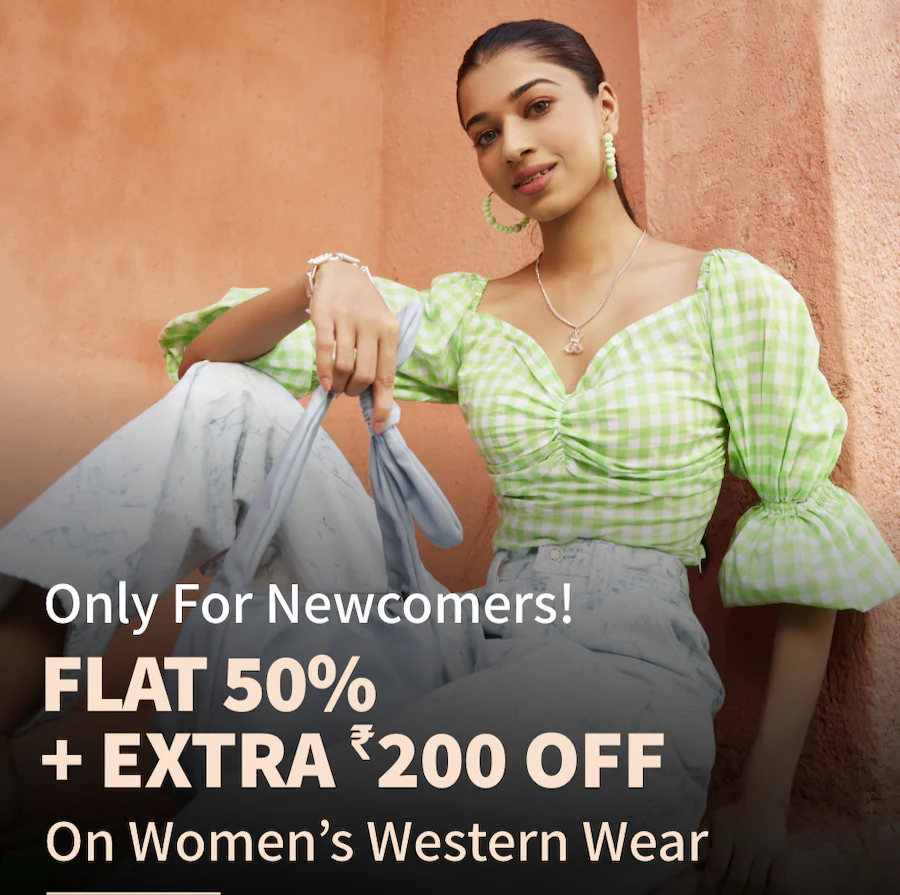 Only For Newcomers!
FLAT 50%
+ EXTRA ₹200 OFF
On Women’s Western Wear